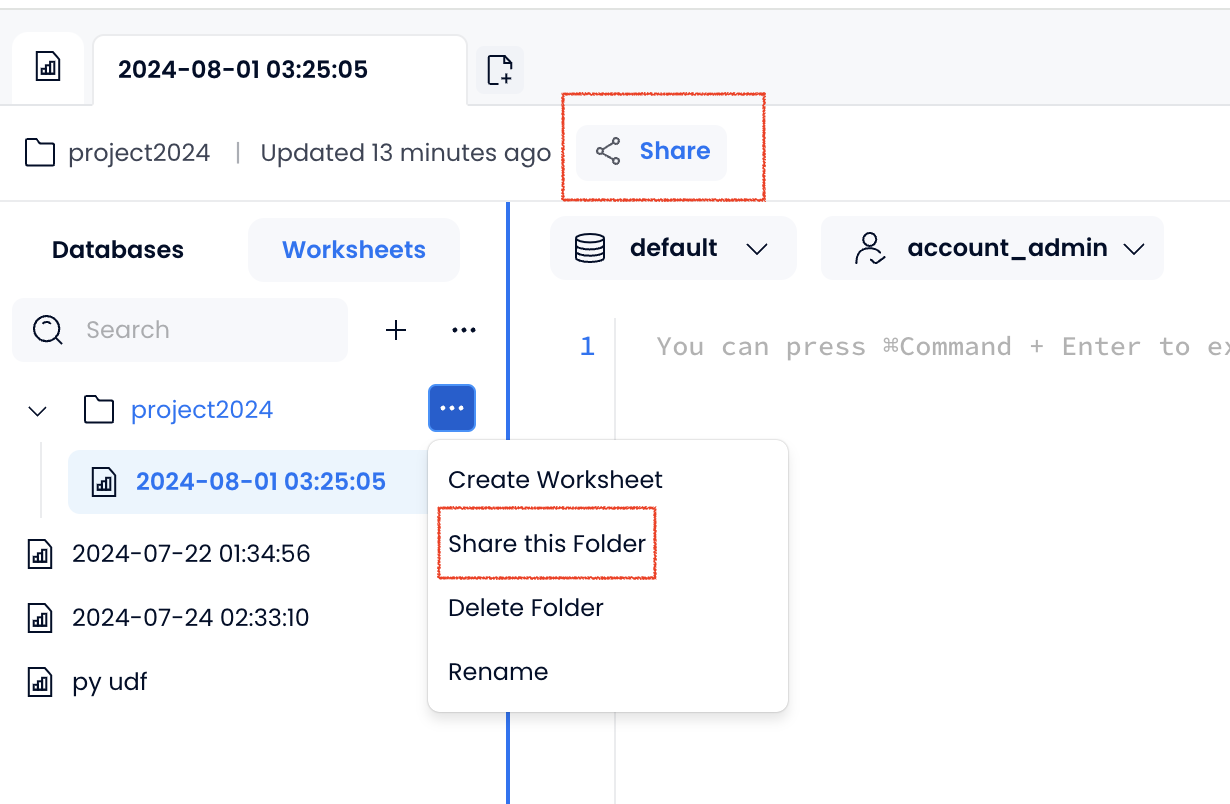 2024-08-01 03:25:05
project2024 | Updated 13 minutes ago Share
Databases Worksheets
default account_admin
Search
1 You can press ⌘Command + Enter to ex
project2024
2024-08-01 03:25:05
Create Worksheet
Share this Folder
Delete Folder
Rename
2024-07-22 01:34:56
2024-07-24 02:33:10
py udf